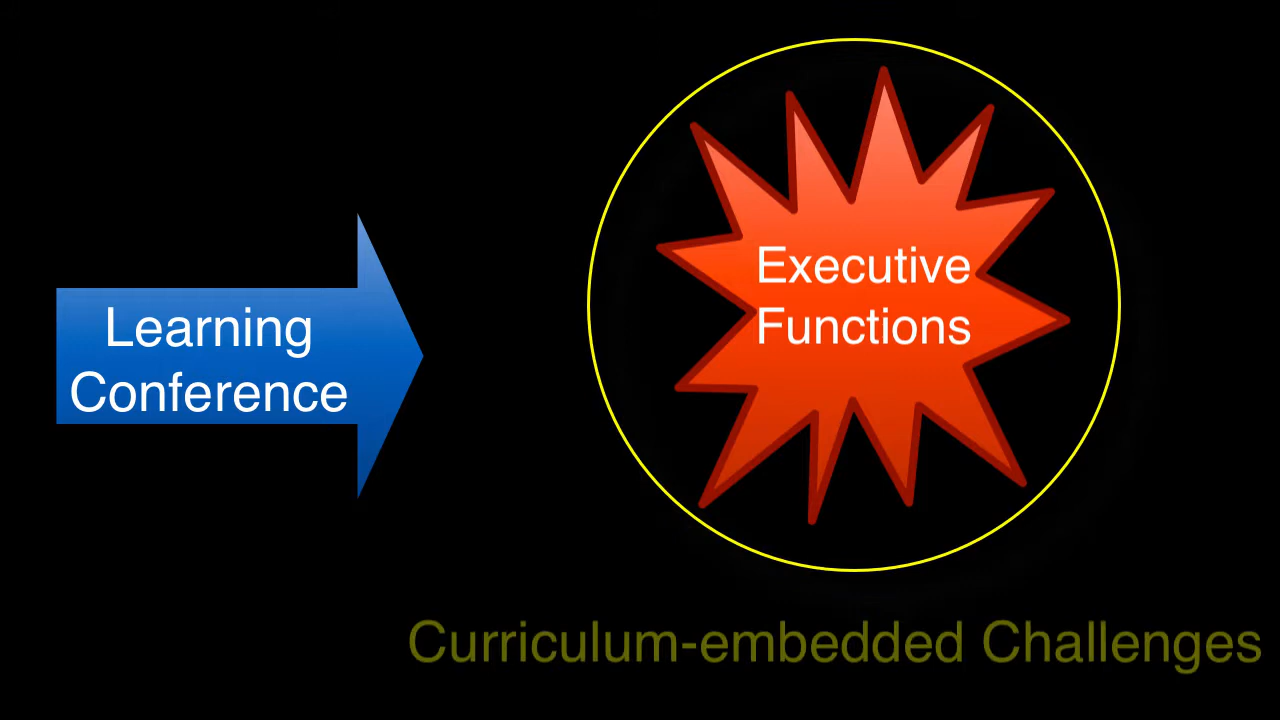 Learning
Conference
Executive
Functions
Curriculum-embedded Challenges